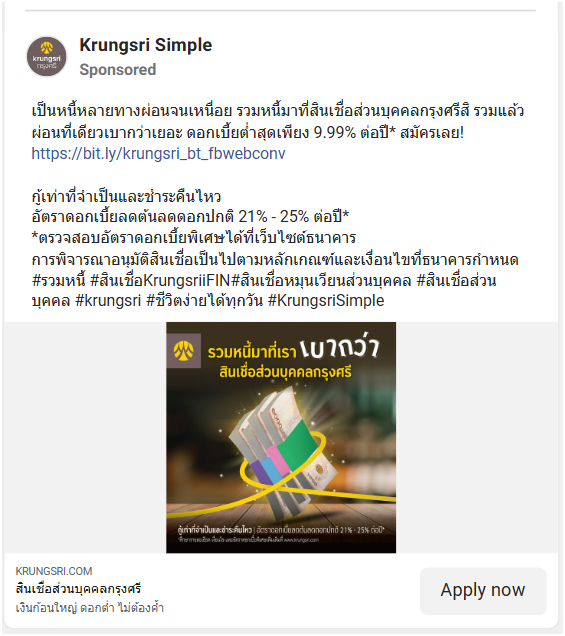 Krungsri Simple
Sponsored
krungsri
กรุงศรี
เป็นหนี้หลายทางผ่อนจนเหนื่อย รวมหนี้มาที่สินเชื่อส่วนบุคคลกรุงศรีสิ รวมแล้ว
ผ่อนที่เดียวเบากว่าเยอะ ดอกเบี้ยต่ำสุดเพียง 9.99% ต่อปี* สมัครเลย!
https://bit.ly/krungsri_bt_fbwebconv
กู้เท่าที่จำเป็นและชำระคืนไหว
อัตราดอกเบี้ยลดต้นลดดอกปกติ 21% - 25% ต่อปี*
*ตรวจสอบอัตราดอกเบี้ยพิเศษได้ที่เว็บไซต์ธนาคาร
การพิจารณาอนุมัติสินเชื่อเป็นไปตามหลักเกณฑ์และเงื่อนไขที่ธนาคารกำหนด
#รวมหนี้ #สินเชื่อKrungsriiFIN#สินเชื่อหมุนเวียนส่วนบุคคล #สินเชื่อส่วน
บุคคล #krungsri #ชีวิตง่ายได้ทุกวัน #KrungsriSimple
รวมหนี้มาที่เรา เบากว่า
สินเชื่อส่วนบุคคลกรุงศรี
กู้เท่าที่จำเป็นและชำระคืนไหว | อัตราดอกเบี้ยลดต้นลดดอกปกติ 21% - 25% ต่อปี*
www.krungsri.com
KRUNGSRI.COM
สินเชื่อส่วนบุคคลกรุงศรี
เงินก้อนใหญ่ ดอกต่ำ ไม่ต้องค้ำ
Apply now